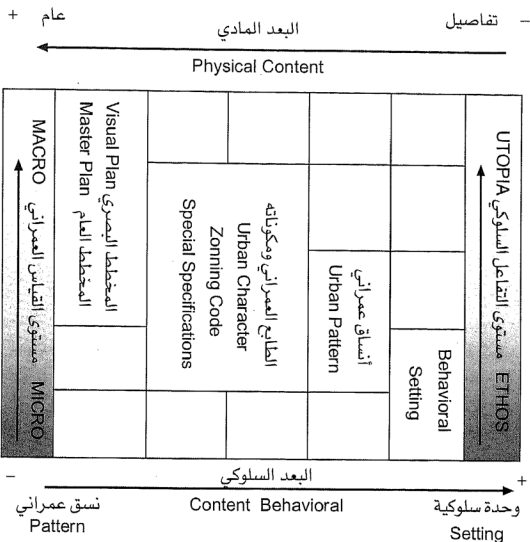 + عام
البعد المادي
تفاصيل -
Physical Content
MACRO مستوى القياس العمراني MICRO
Visual Plan المخطط البصري
Master Plan المخطط العام
الطابع العمراني ومكوناته
Urban Character
Zonning Code
Special Specifications
أنساق عمراني
Urban Pattern
Behavioral
Setting
UTOPIA مستوى التفاعل السلوكي ETHOS
-
البعد السلوكي
+
نسق عمراني
Content Behavioral
وحدة سلوكية
Pattern
Setting